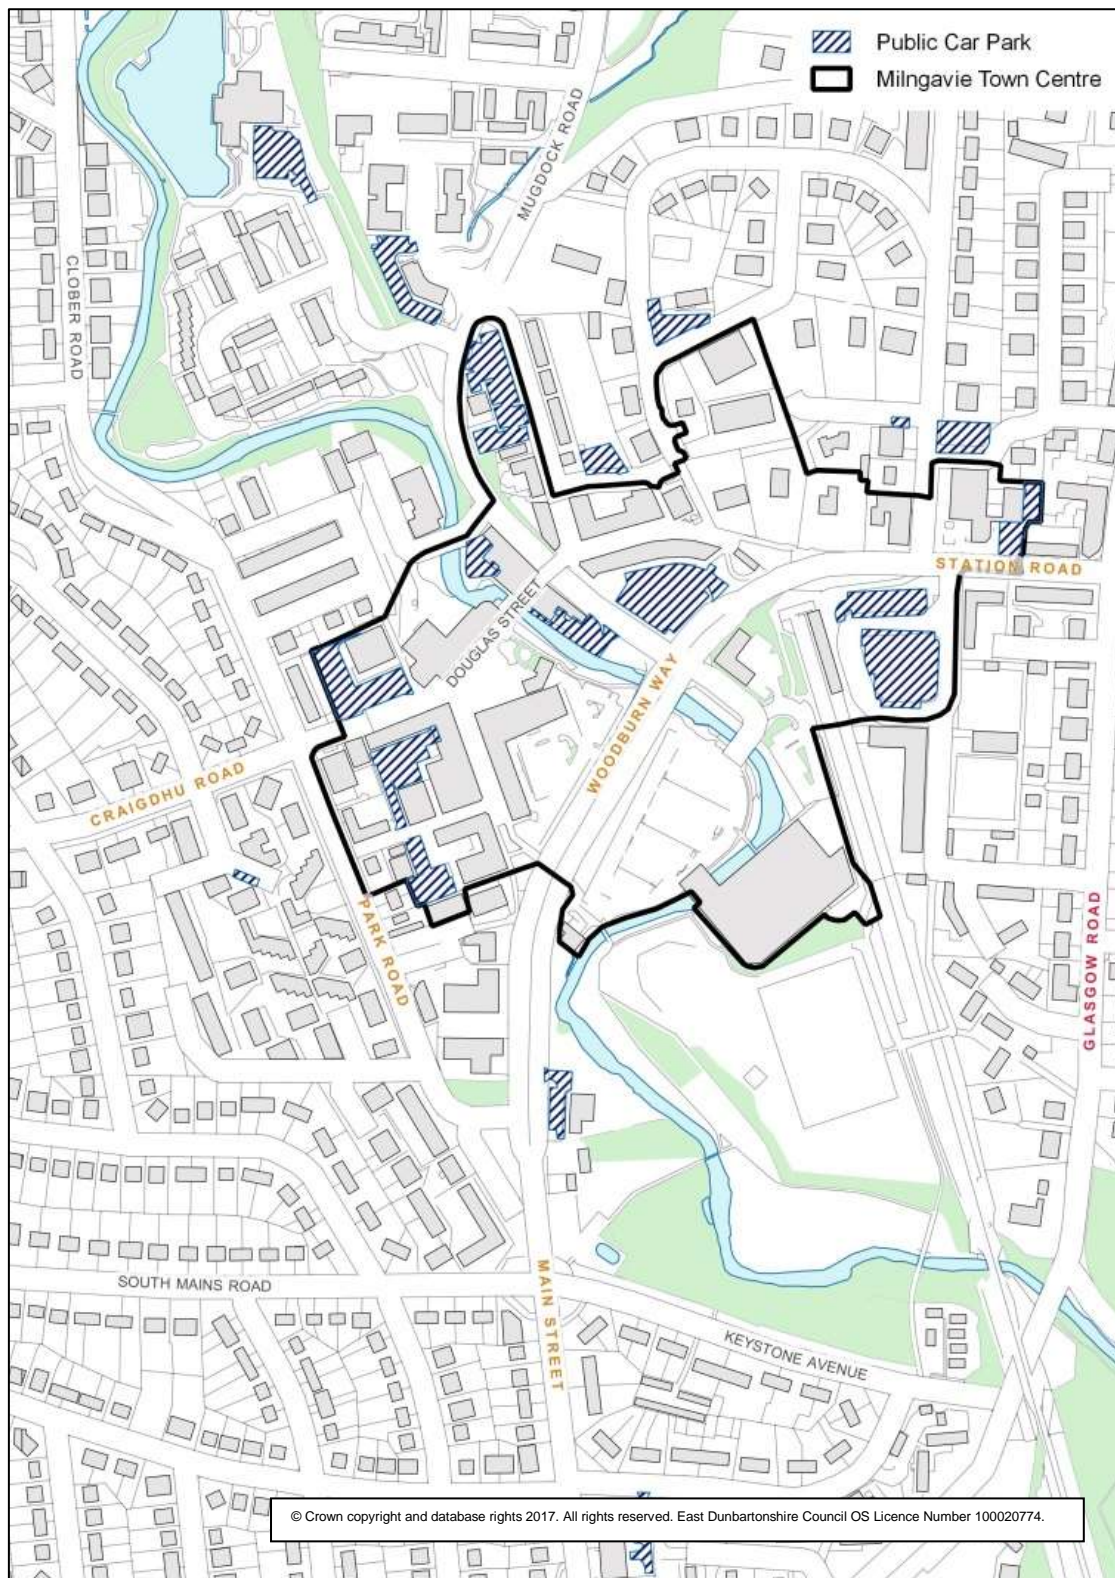 Public Car Park
Milngavie Town Centre
MUGDOCK ROAD
CLOBER ROAD
STATION ROAD
DOUGLAS STREET
WOODBURN WAY
CRAIGDHU ROAD
PARK ROAD
GLASGOW ROAD
SOUTH MAINS ROAD
MAIN STREET
KEYSTONE AVENUE
© Crown copyright and database rights 2017. All rights reserved. East Dunbartonshire Council OS Licence Number 100020774.